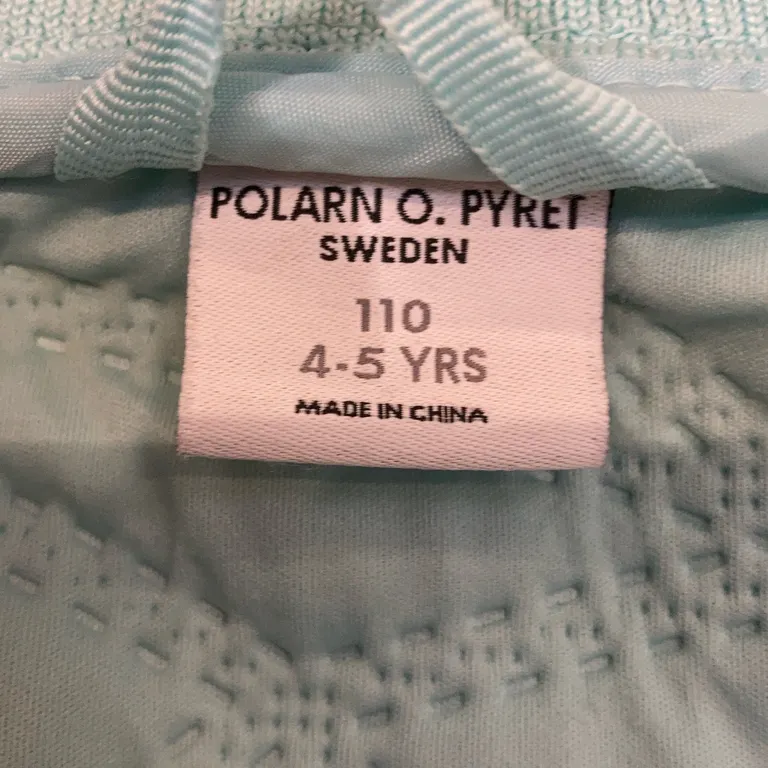 POLARN O. PYRET
SWEDEN
110
4-5 YRS
MADE IN CHINA